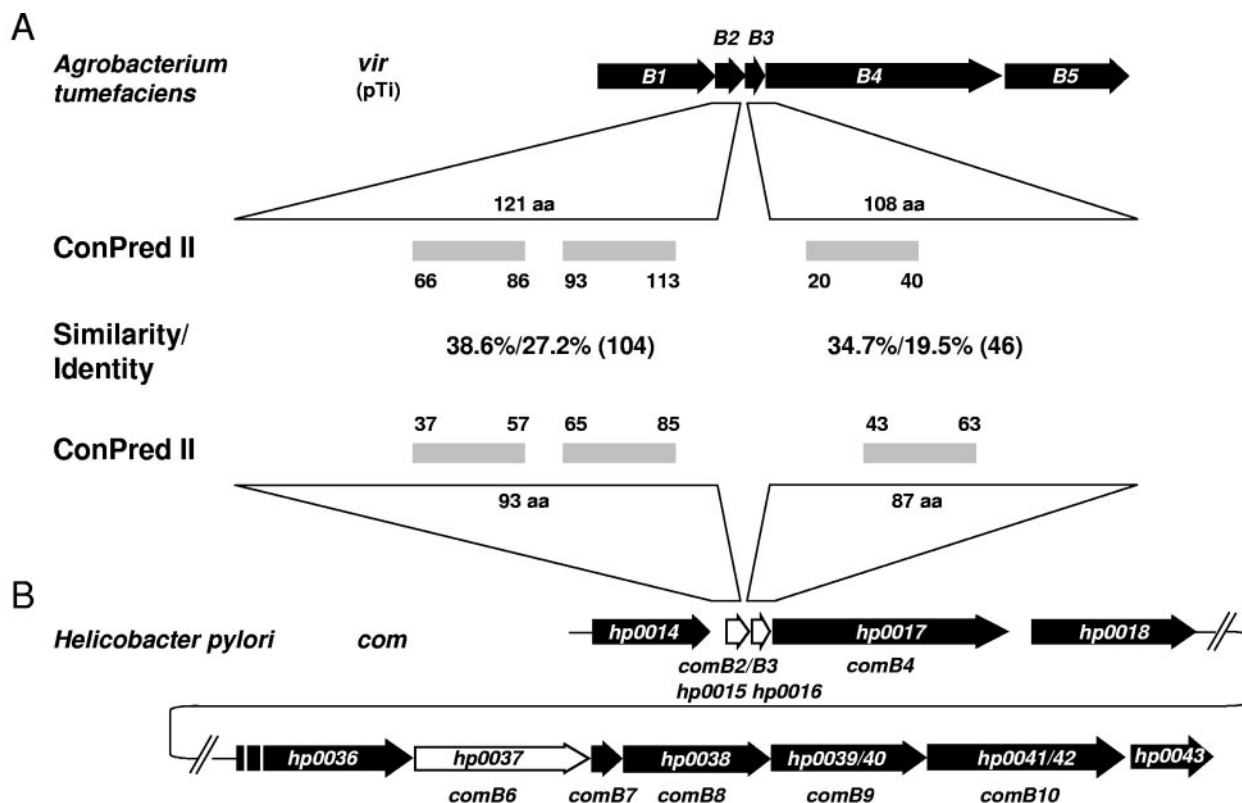 A
B2 B3
Agrobacterium tumefaciens
vir (pTi)
B1 B4 B5
121 aa 108 aa
ConPred II
66 86 93 113 20 40
Similarity/
Identity
38.6%/27.2% (104) 34.7%/19.5% (46)
37 57 65 85 43 63
ConPred II
93 aa 87 aa
B
Helicobacter pylori com hp0014 hp0017 hp0018
comB2/B3 comB4
hp0015 hp0016
hp0036 hp0037 hp0038 hp0039/40 hp0041/42 hp0043
comB6 comB7 comB8 comB9 comB10